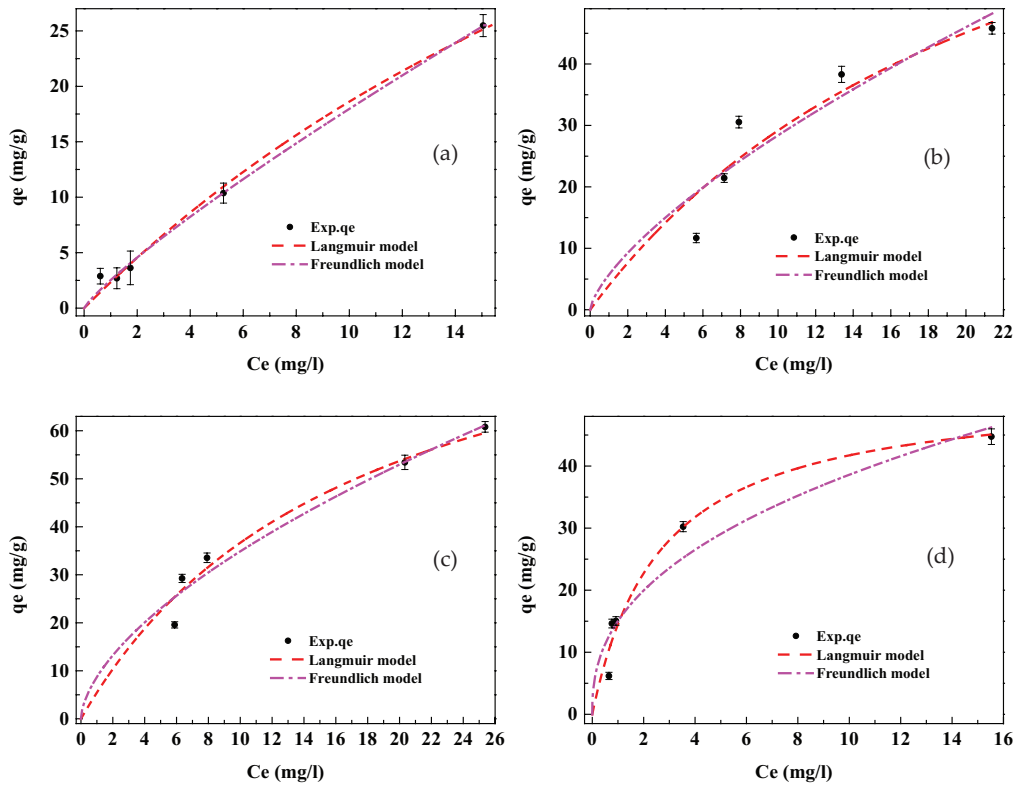 25
20
15
10
5
0
qe (mg/g)
(a)
Exp.qe
Langmuir model
Freundlich model
0 2 4 6 8 10 12 14
Ce (mg/l)
40
30
20
10
0
qe (mg/g)
(b)
Exp.qe
Langmuir model
Freundlich model
0 2 4 6 8 10 12 14 16 18 20 22
Ce (mg/l)
60
50
40
30
20
10
0
qe (mg/g)
(c)
Exp.qe
Langmuir model
Freundlich model
0 2 4 6 8 10 12 14 16 18 20 22 24 26
Ce (mg/l)
40
30
20
10
0
qe (mg/g)
(d)
Exp.qe
Langmuir model
Freundlich model
0 2 4 6 8 10 12 14 16
Ce (mg/l)